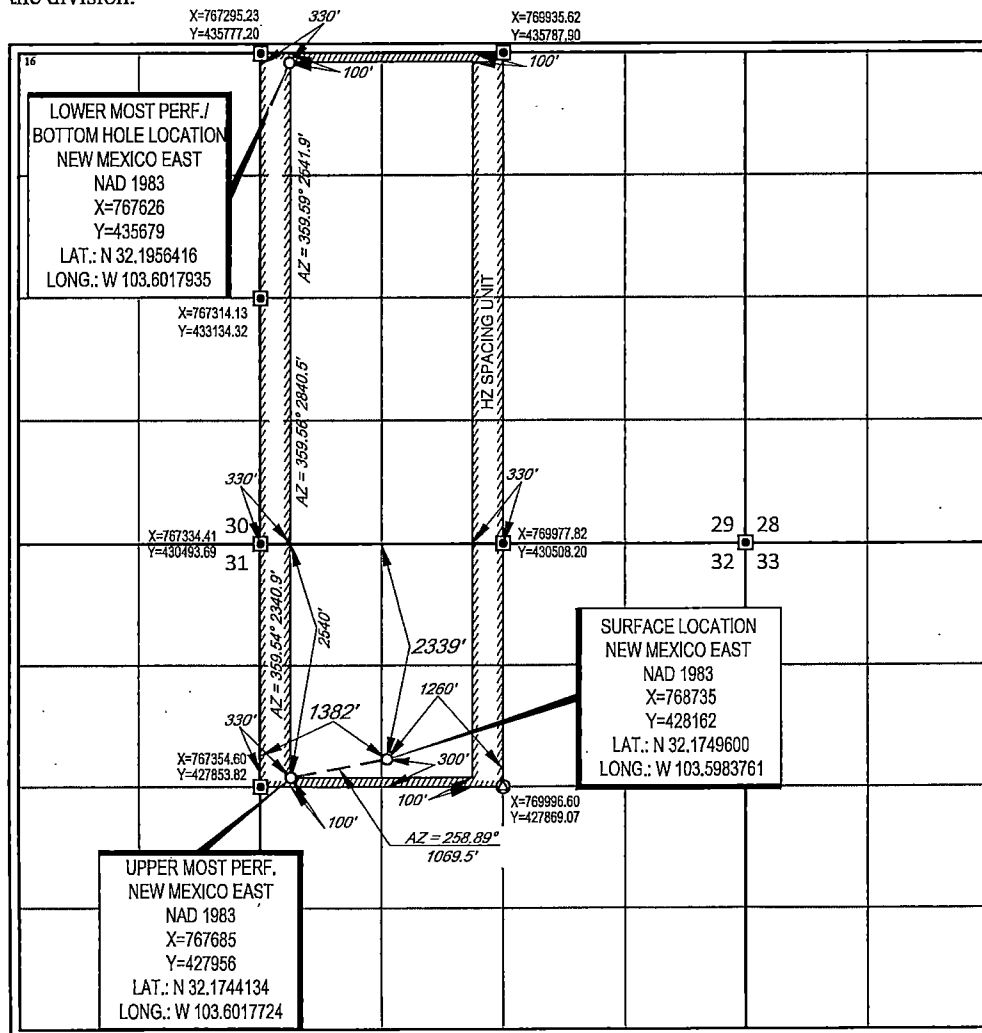 the division.
X=767295.23
Y=435777.20
330'
X=769935.62
Y=435787.90
16
100'
100'
LOWER MOST PERF./
BOTTOM HOLE LOCATION
NEW MEXICO EAST
NAD 1983
X=767626
Y=435679
LAT.: N 32.1956416
LONG.: W 103.6017935
AZ = 359.59° 2541.9'
X=767314.13
Y=433134.32
HZ SPACING UNIT
AZ = 359.56° 2840.5'
330'
330'
30
31
X=767334.41
Y=430493.69
X=769977.82
Y=430508.20
29 28
32 33
AZ = 359.54° 2340.9'
2540'
2339'
SURFACE LOCATION
NEW MEXICO EAST
NAD 1983
X=768735
Y=428162
LAT.: N 32.1749600
LONG.: W 103.5983761
330'
1382'
1260'
X=767354.60
Y=427853.82
300'
100'
100'
X=769996.60
Y=427869.07
AZ = 258.89°
1069.5'
UPPER MOST PERF.
NEW MEXICO EAST
NAD 1983
X=767685
Y=427956
LAT.: N 32.1744134
LONG.: W 103.6017724